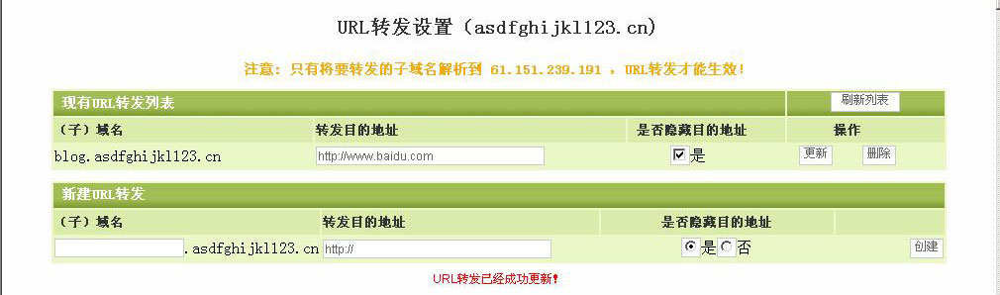 URL转发设置（asdfghijkl123.cn）
注意: 只有将要转发的子域名解析到 61.151.239.191 ，URL转发才能生效!
现有URL转发列表 刷新列表
（子）域名 转发目的地址 是否隐藏目的地址 操作
blog.asdfghijkl123.cn http://www.baidu.com 是 更新 删除
新建URL转发
（子）域名 转发目的地址 是否隐藏目的地址
.asdfghijkl123.cn http:// 是 否 创建
URL转发已经成功更新!